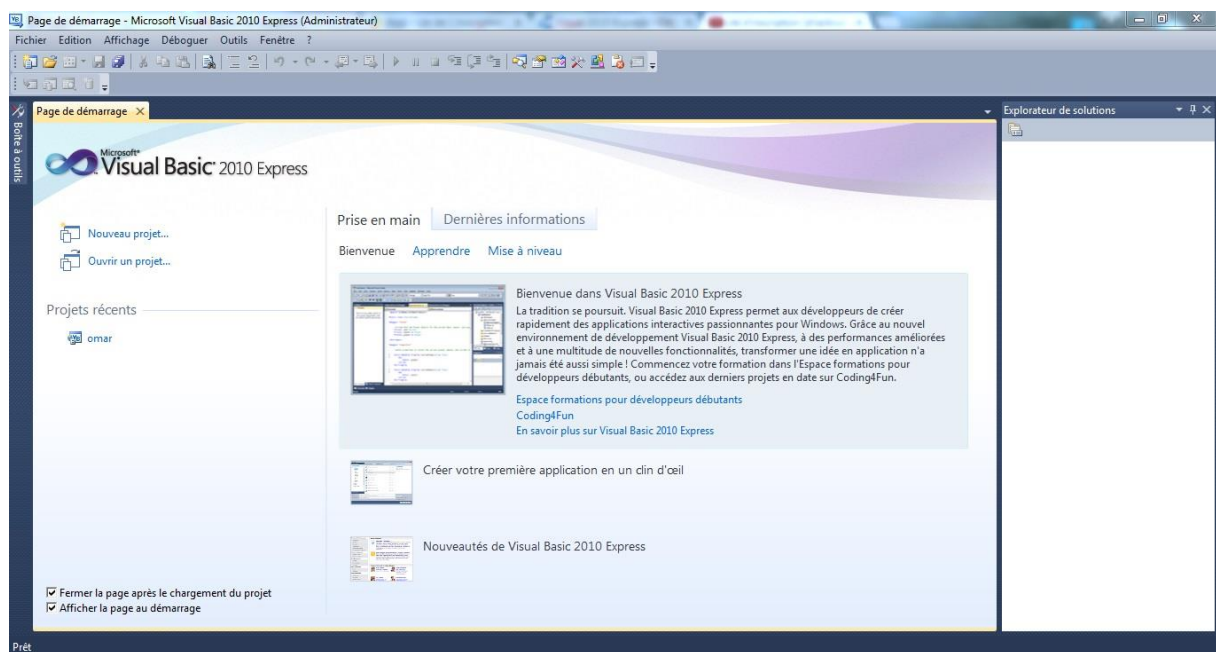 Page de démarrage - Microsoft Visual Basic 2010 Express (Administrateur)
Fichier Edition Affichage Déboguer Outils Fenêtre ?
Boîte à outils
Page de démarrage
Explorateur de solutions
Microsoft
Visual Basic 2010 Express
Nouveau projet...
Ouvrir un projet...
Projets récents
omar
Prise en main Dernières informations
Bienvenue Apprendre Mise à niveau
Bienvenue dans Visual Basic 2010 Express
La tradition se poursuit. Visual Basic 2010 Express permet aux développeurs de créer
rapidement des applications interactives passionnantes pour Windows. Grâce au nouvel
environnement de développement Visual Basic 2010 Express, à des performances améliorées
et à une multitude de nouvelles fonctionnalités, transformer une idée en application n'a
jamais été aussi simple ! Commencez votre formation dans l'Espace formations pour
développeurs débutants, ou accédez aux derniers projets en date sur Coding4Fun.
Espace formations pour développeurs débutants
Coding4Fun
En savoir plus sur Visual Basic 2010 Express
Créer votre première application en un clin d'œil
Nouveautés de Visual Basic 2010 Express
Fermer la page après le chargement du projet
Afficher la page au démarrage
Prêt